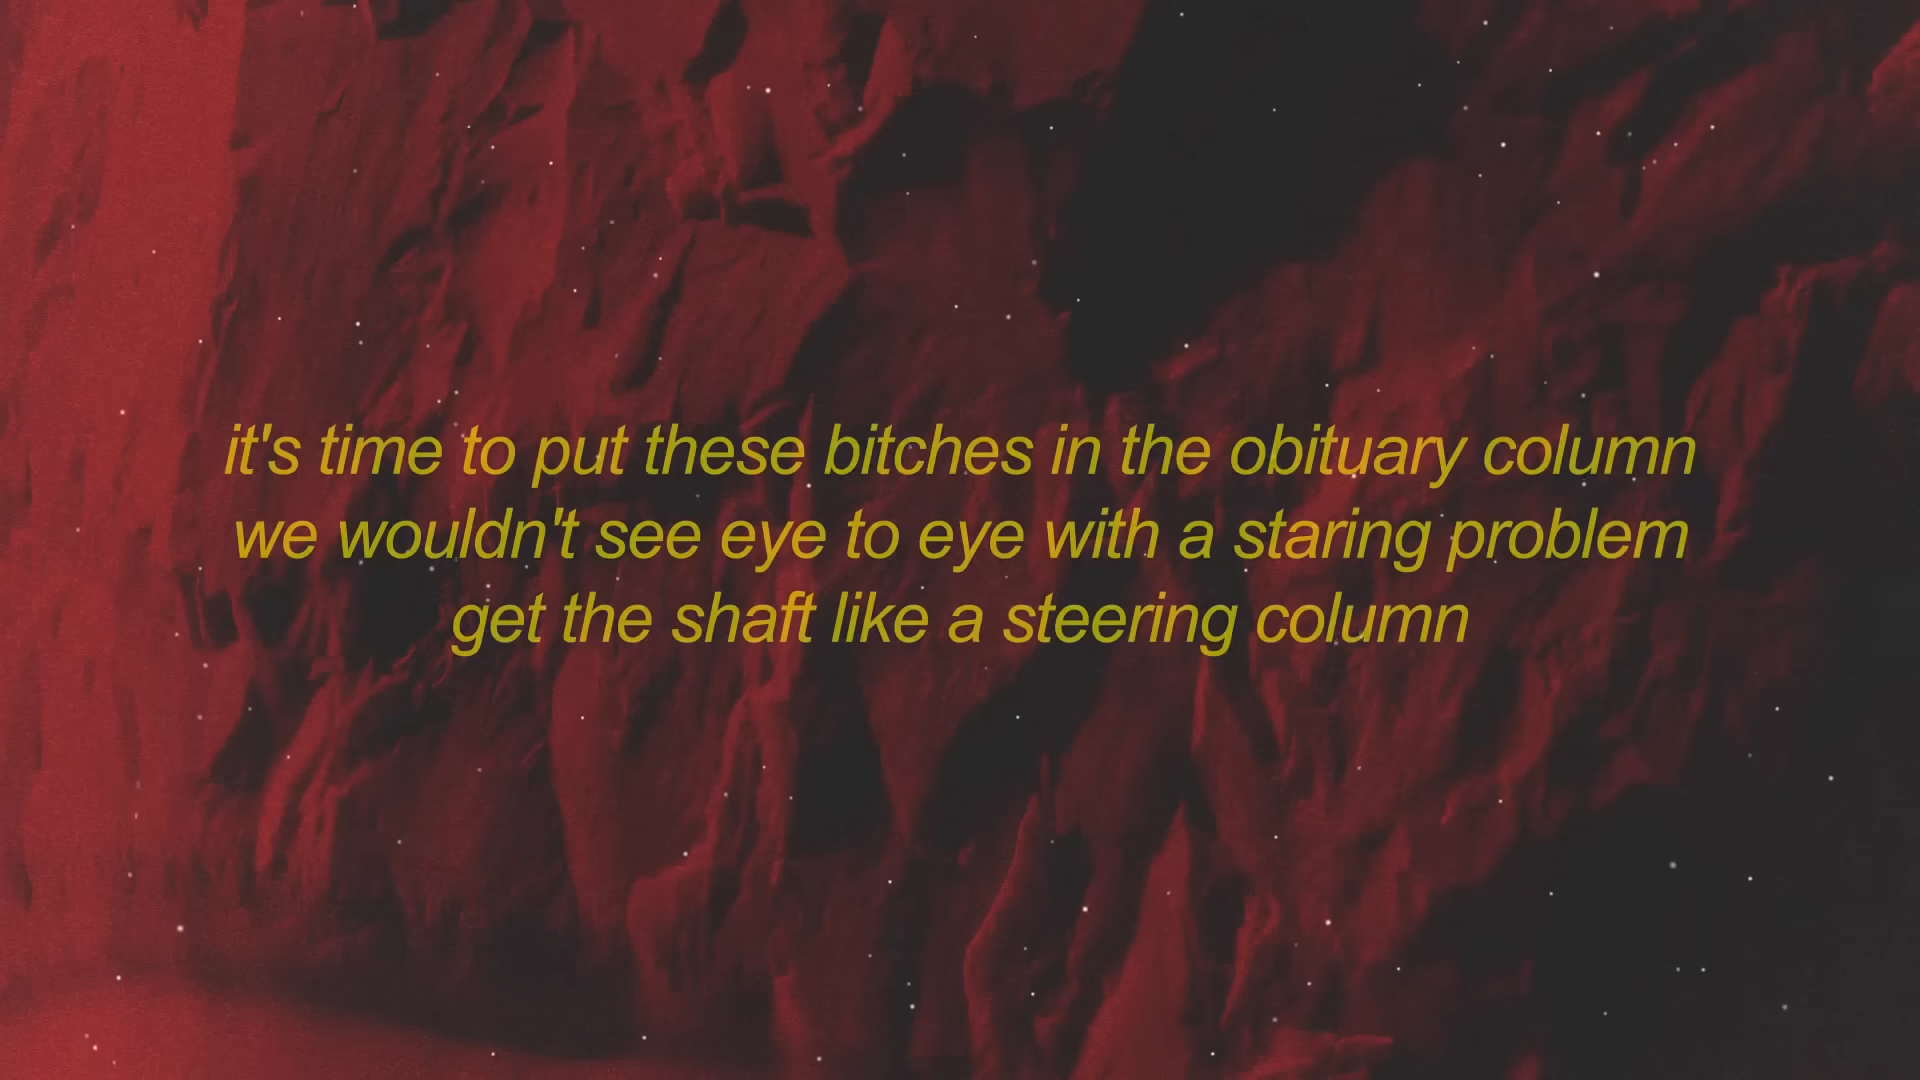 it's time to put these bitches in the obituary column
we wouldn't see eye to eye with a staring problem
get the shaft like a steering column